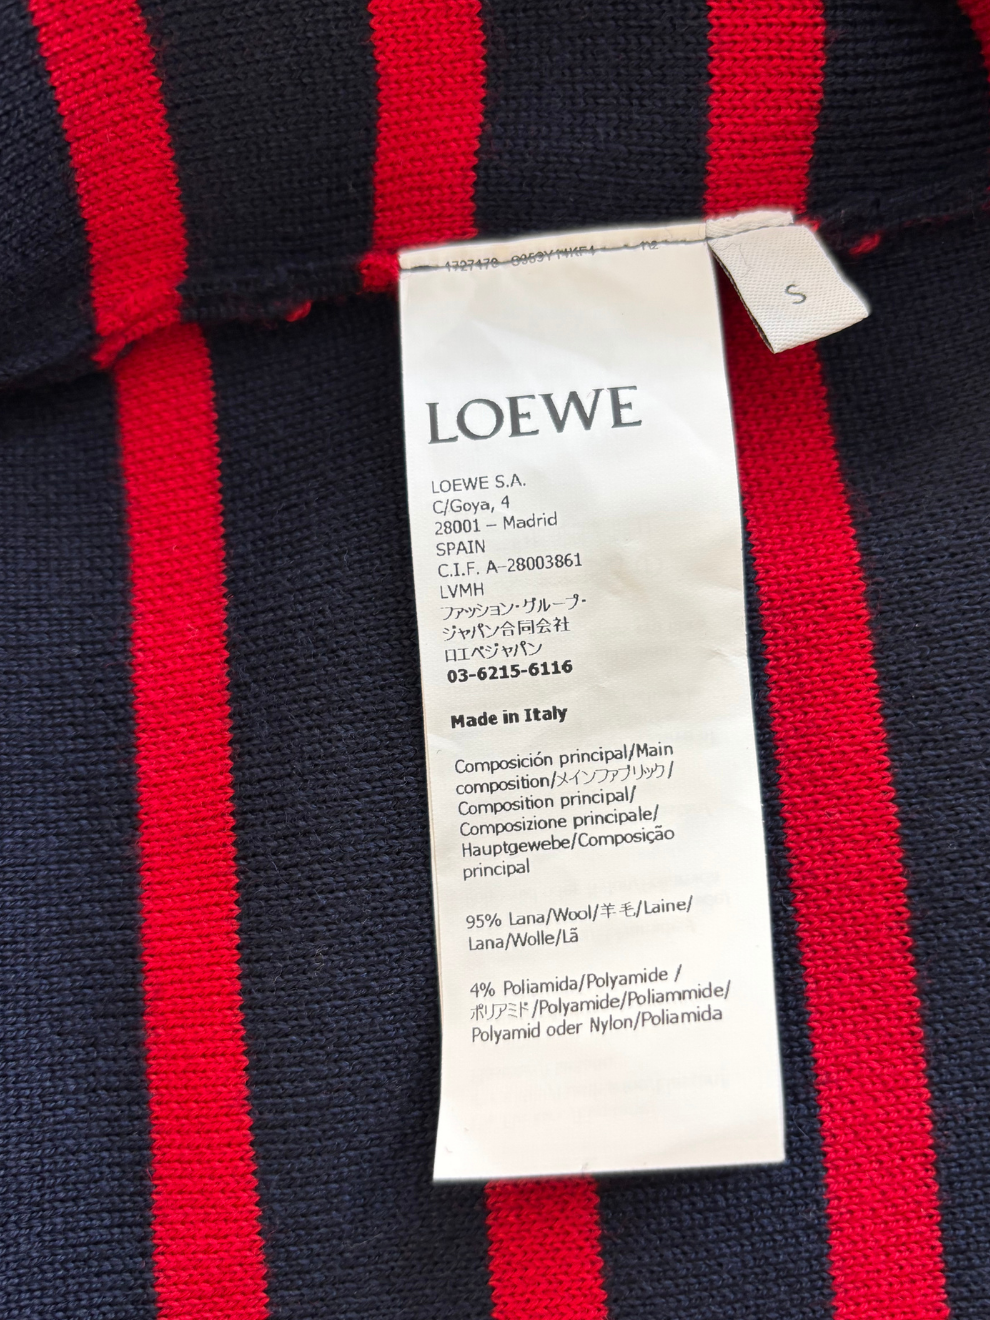 S
LOEWE
LOEWE S.A.
C/Goya, 4
28001 – Madrid
SPAIN
C.I.F. A-28003861
LVMH
ファッション・グループ・
ジャパン合同会社
ロエベジャパン
03-6215-6116
Made in Italy
Composición principal/Main
composition/メインファブリック/
Composition principal/
Composizione principale/
Hauptgewebe/Composição
principal
95% Lana/Wool/羊毛/Laine/
Lana/Wolle/Lã
4% Poliamida/Polyamide /
ポリアミド/Polyamide/Poliammide/
Polyamid oder Nylon/Poliamida